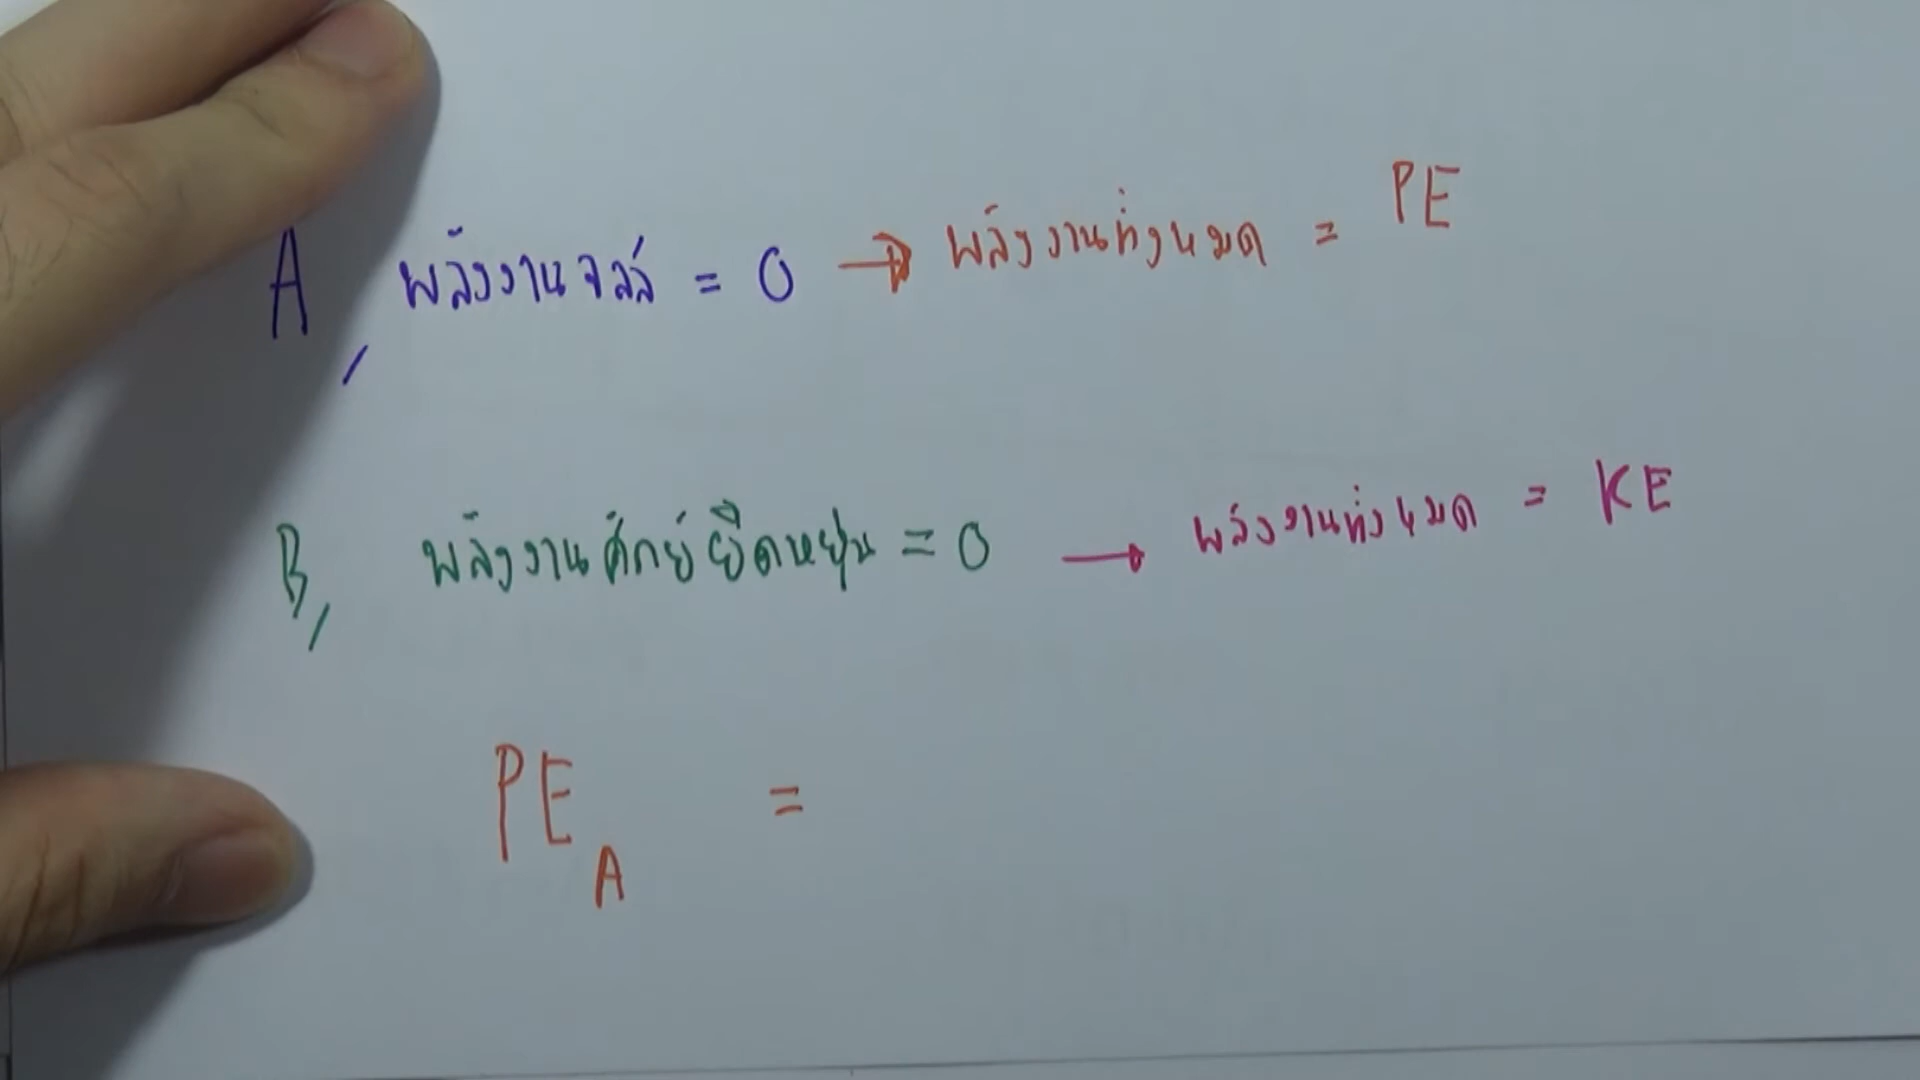 A, พลังงานจลน์ = 0 → พลังงานทั้งหมด = PE
B, พลังงานศักย์ยืดหยุ่น = 0 → พลังงานทั้งหมด = KE
PE_A =